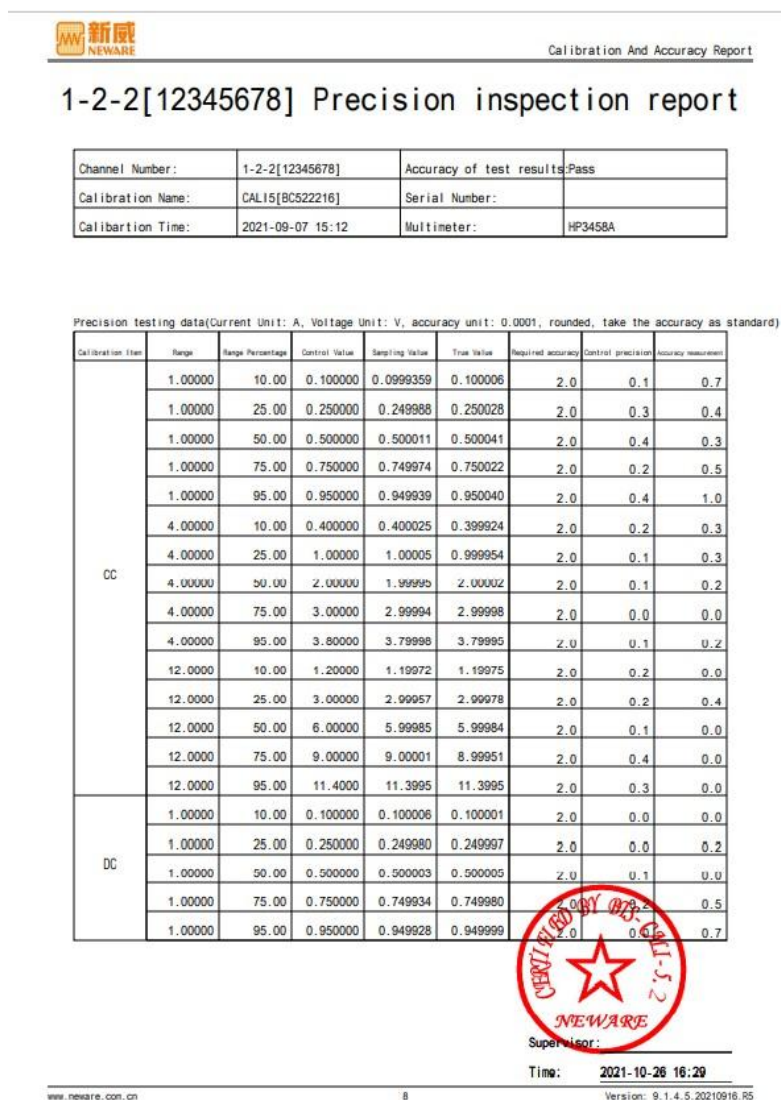 新威
NEWARE
Calibration And Accuracy Report
1-2-2[12345678] Precision inspection report
Channel Number: 1-2-2[12345678] Accuracy of test results:Pass
Calibration Name: CALI5[BC522216] Serial Number:
Calibartion Time: 2021-09-07 15:12 Multimeter: HP3458A
Precision testing data(Current Unit: A, Voltage Unit: V, accuracy unit: 0.0001, rounded, take the accuracy as standard)
Calibration Item Range Range Percentage Control Value Sampling Value True Value Required accuracy Control precision Accuracy measurement
1.00000 10.00 0.100000 0.0999359 0.100006 2.0 0.1 0.7
1.00000 25.00 0.250000 0.249988 0.250028 2.0 0.3 0.4
1.00000 50.00 0.500000 0.500011 0.500041 2.0 0.4 0.3
1.00000 75.00 0.750000 0.749974 0.750022 2.0 0.2 0.5
1.00000 95.00 0.950000 0.949939 0.950040 2.0 0.4 1.0
4.00000 10.00 0.400000 0.400025 0.399924 2.0 0.2 0.3
4.00000 25.00 1.00000 1.00005 0.999954 2.0 0.1 0.3
CC
4.00000 50.00 2.00000 1.99995 2.00002 2.0 0.1 0.2
4.00000 75.00 3.00000 2.99994 2.99998 2.0 0.0 0.0
4.00000 95.00 3.80000 3.79998 3.79995 2.0 0.1 0.2
12.0000 10.00 1.20000 1.19972 1.19975 2.0 0.2 0.0
12.0000 25.00 3.00000 2.99957 2.99978 2.0 0.2 0.4
12.0000 50.00 6.00000 5.99985 5.99984 2.0 0.1 0.0
12.0000 75.00 9.00000 9.00001 8.99951 2.0 0.4 0.0
12.0000 95.00 11.4000 11.3995 11.3995 2.0 0.3 0.0
1.00000 10.00 0.100000 0.100006 0.100001 2.0 0.0 0.0
1.00000 25.00 0.250000 0.249980 0.249997 2.0 0.0 0.2
DC
1.00000 50.00 0.500000 0.500003 0.500005 2.0 0.1 0.0
1.00000 75.00 0.750000 0.749934 0.749980 2.0 0.2 0.5
1.00000 95.00 0.950000 0.949928 0.949999 2.0 0.0 0.7
CERTIFIED BY BTS-CALI-5.2
NEWARE
Supervisor:
Time: 2021-10-26 16:29
www.neware.com.cn 8 Version: 9.1.4.5.20210916.R5